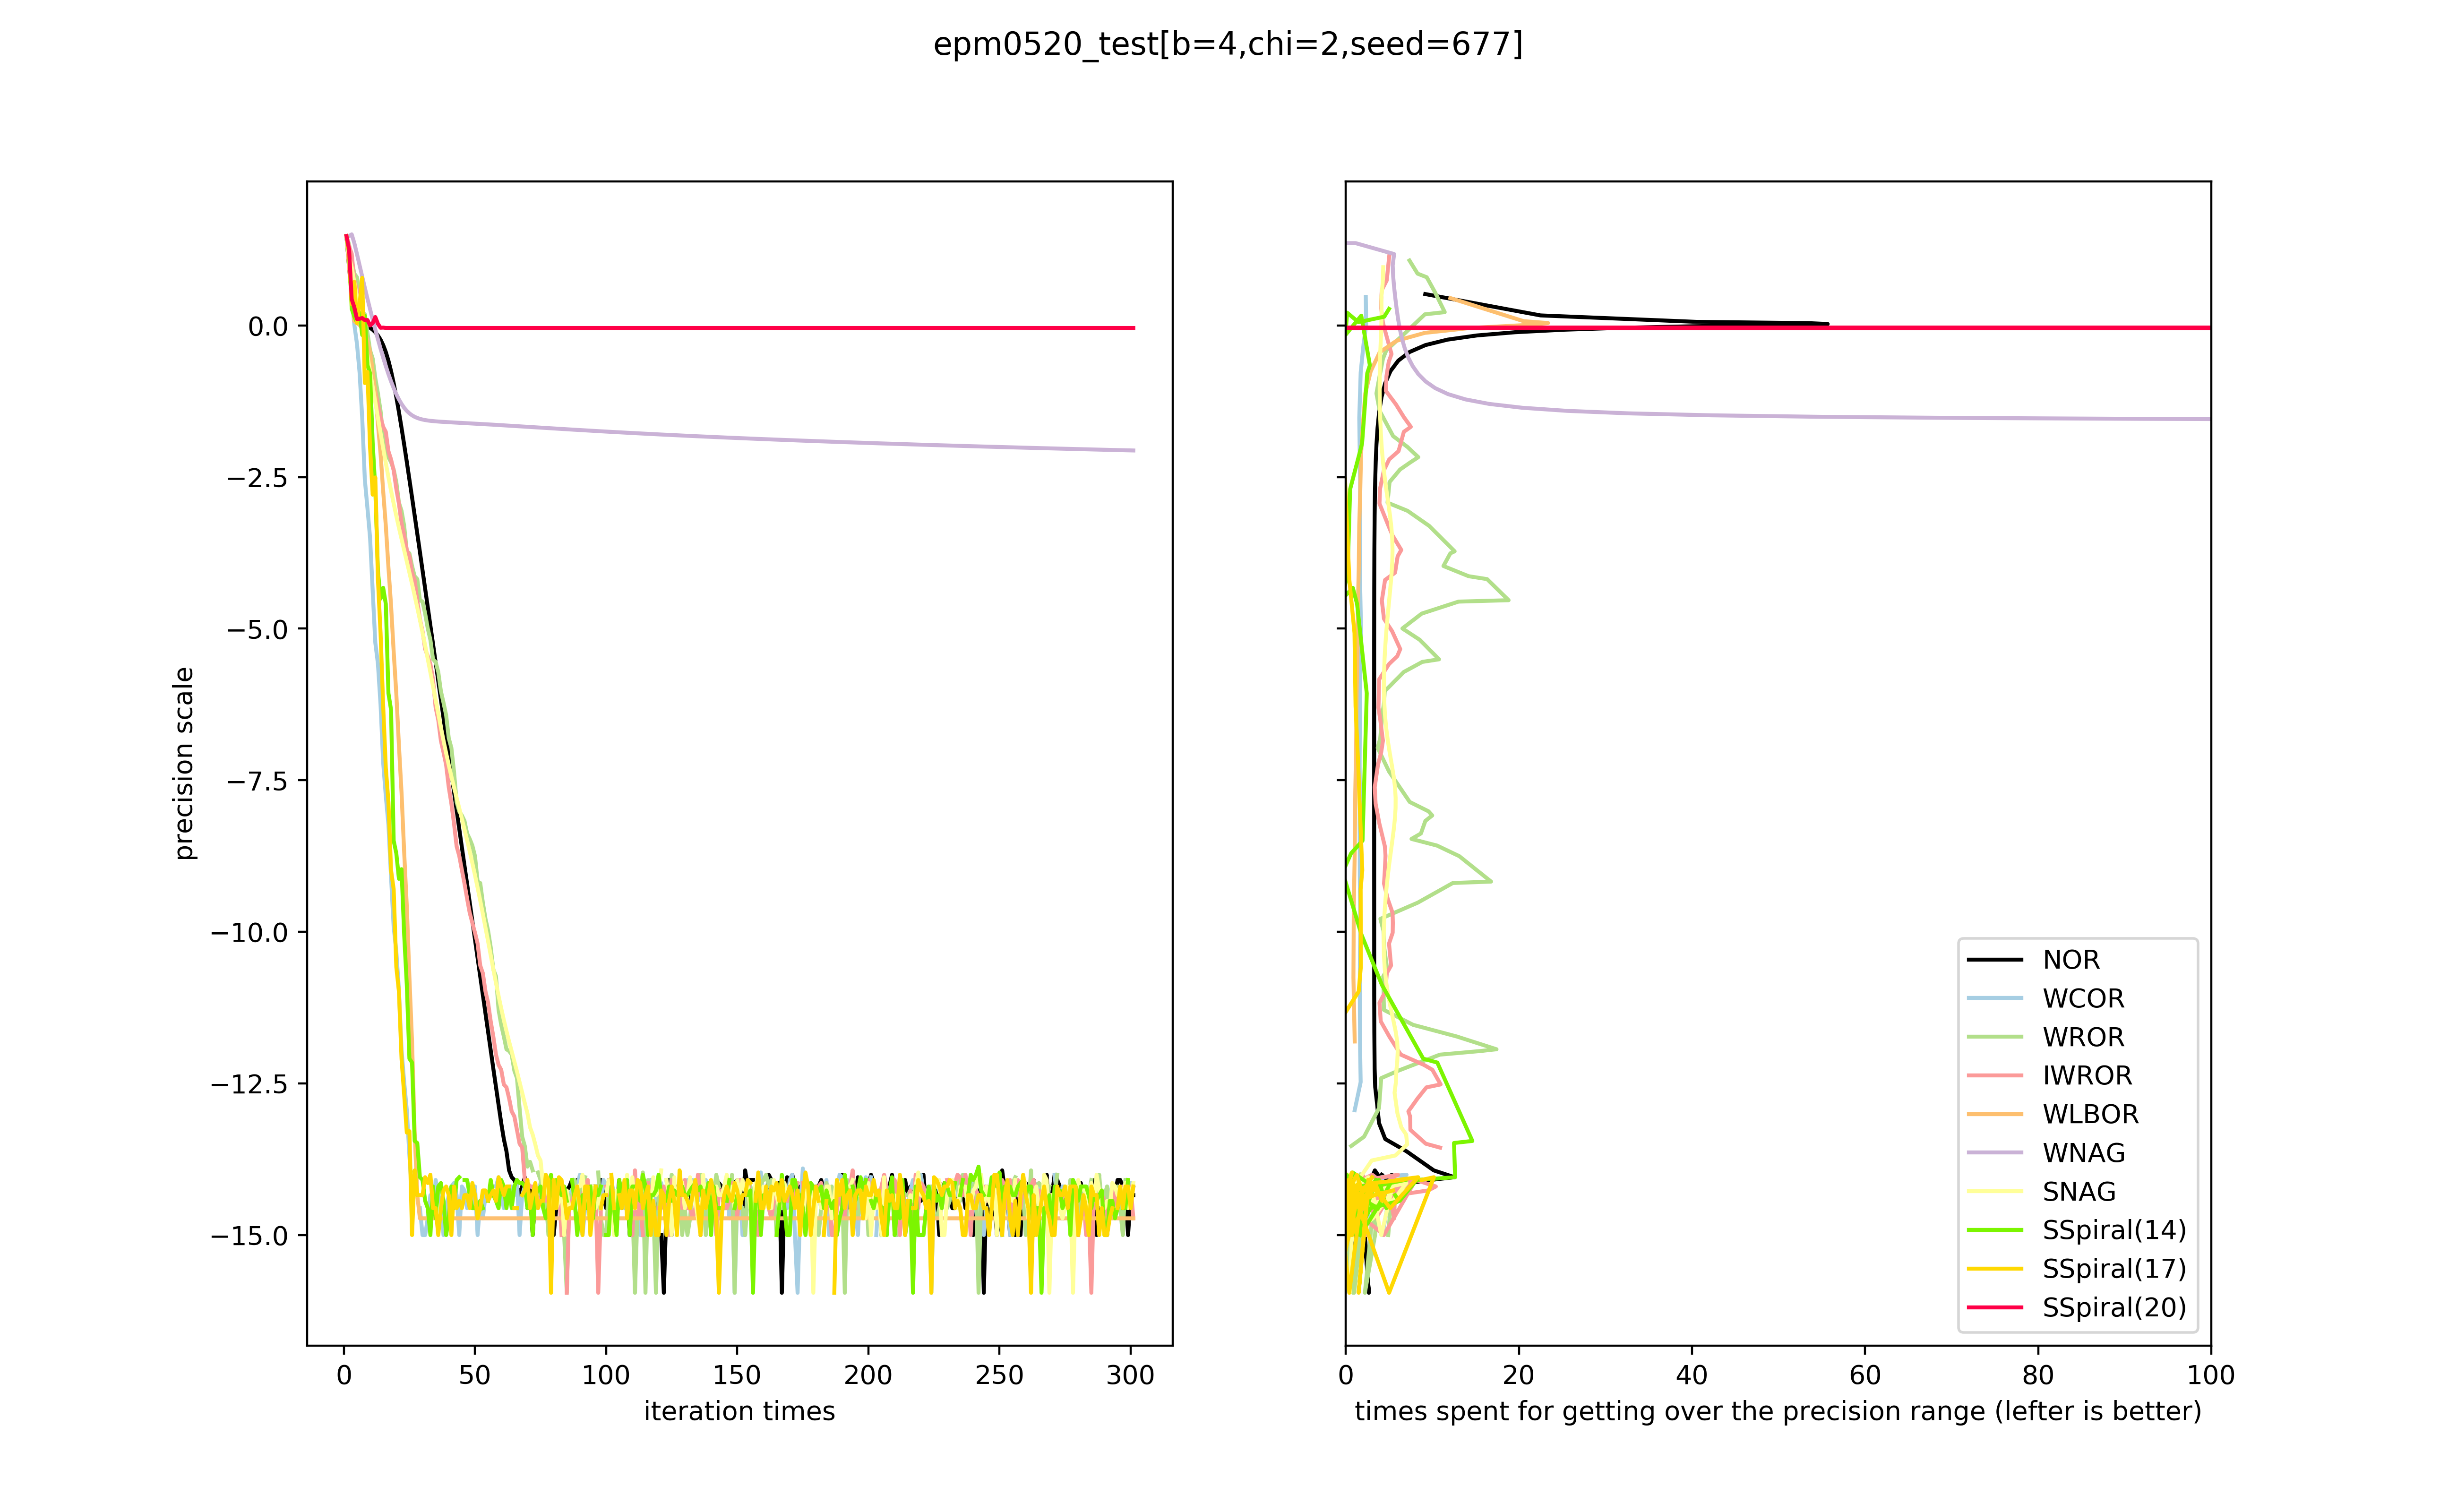 epm0520_test[b=4,chi=2,seed=677]
precision scale
0.0
−2.5
−5.0
−7.5
−10.0
−12.5
−15.0
0 50 100 150 200 250 300
iteration times
0 20 40 60 80 100
times spent for getting over the precision range (lefter is better)
NOR
WCOR
WROR
IWROR
WLBOR
WNAG
SNAG
SSpiral(14)
SSpiral(17)
SSpiral(20)